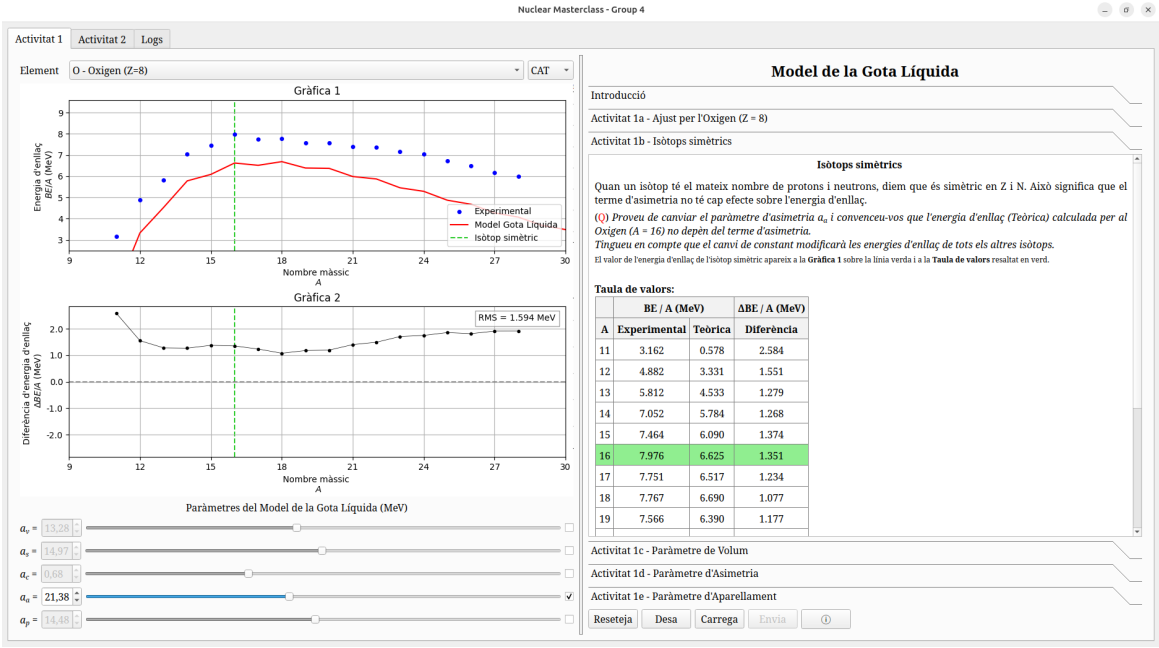 Nuclear Masterclass - Group 4
Activitat 1 Activitat 2 Logs
Element O - Oxigen (Z=8) CAT
Gràfica 1
Energia d'enllaç
BE/A (MeV)
9
8
7
6
5
4
3
Experimental
Model Gota Líquida
Isòtop simètric
9 12 15 18 21 24 27 30
Nombre màssic
A
Gràfica 2
Diferència d'energia d'enllaç
ΔBE/A (MeV)
RMS = 1.594 MeV
2.0
1.0
0.0
-1.0
-2.0
9 12 15 18 21 24 27 30
Nombre màssic
A
Paràmetres del Model de la Gota Líquida (MeV)
aᵥ = 13,28
aₛ = 14,97
a꜀ = 0,68
aₐ = 21,38
aₚ = 14,48
Model de la Gota Líquida
Introducció
Activitat 1a - Ajust per l'Oxigen (Z = 8)
Activitat 1b - Isòtops simètrics
Isòtops simètrics
Quan un isòtop té el mateix nombre de protons i neutrons, diem que és simètric en Z i N. Això significa que el
terme d'asimetria no té cap efecte sobre l'energia d'enllaç.
(Q) Proveu de canviar el paràmetre d'asimetria aₐ i convenceu-vos que l'energia d'enllaç (Teòrica) calculada per al
Oxigen (A = 16) no depèn del terme d'asimetria.
Tingueu en compte que el canvi de constant modificarà les energies d'enllaç de tots els altres isòtops.
El valor de l'energia d'enllaç de l'isòtop simètric apareix a la Gràfica 1 sobre la línia verda i a la Taula de valors resaltat en verd.
Taula de valors:
BE / A (MeV) ΔBE / A (MeV)
A Experimental Teòrica Diferència
11 3.162 0.578 2.584
12 4.882 3.331 1.551
13 5.812 4.533 1.279
14 7.052 5.784 1.268
15 7.464 6.090 1.374
16 7.976 6.625 1.351
17 7.751 6.517 1.234
18 7.767 6.690 1.077
19 7.566 6.390 1.177
Activitat 1c - Paràmetre de Volum
Activitat 1d - Paràmetre d'Asimetria
Activitat 1e - Paràmetre d'Aparellament
Reseteja Desa Carrega Envia